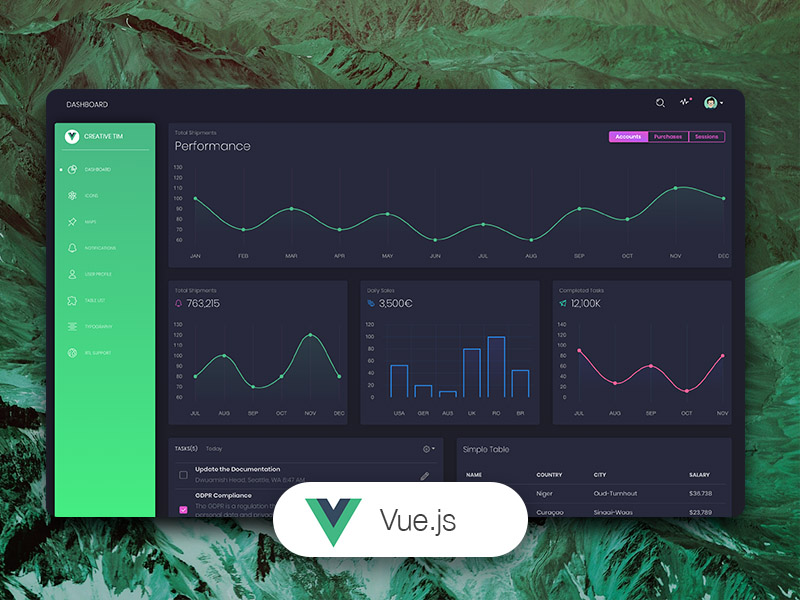 DASHBOARD
CREATIVE TIM
DASHBOARD
ICONS
MAPS
NOTIFICATIONS
USER PROFILE
TABLE LIST
TYPOGRAPHY
RTL SUPPORT
Total Shipments
Performance
Accounts Purchases Sessions
130
120
110
100
90
80
70
60
JAN FEB MAR APR MAY JUN JUL AUG SEP OCT NOV DEC
Total Shipments
763,215
130
120
110
100
90
80
70
60
JUL AUG SEP OCT NOV DEC
Daily Sales
3,500€
120
100
80
60
40
20
0
USA GER AUS UK RO BR
Completed Tasks
12,100K
140
120
100
80
60
40
20
0
JUL AUG SEP OCT NOV
TASKS(5) Today
Update the Documentation
Dwuamish Head, Seattle, WA 8:47 AM
GDPR Compliance
The GDPR is a regulation th
personal data and privac
Simple Table
NAME COUNTRY CITY SALARY
Niger Oud-Turnhout $36,738
Curaçao Sinaai-Waas $23,789
Vue.js